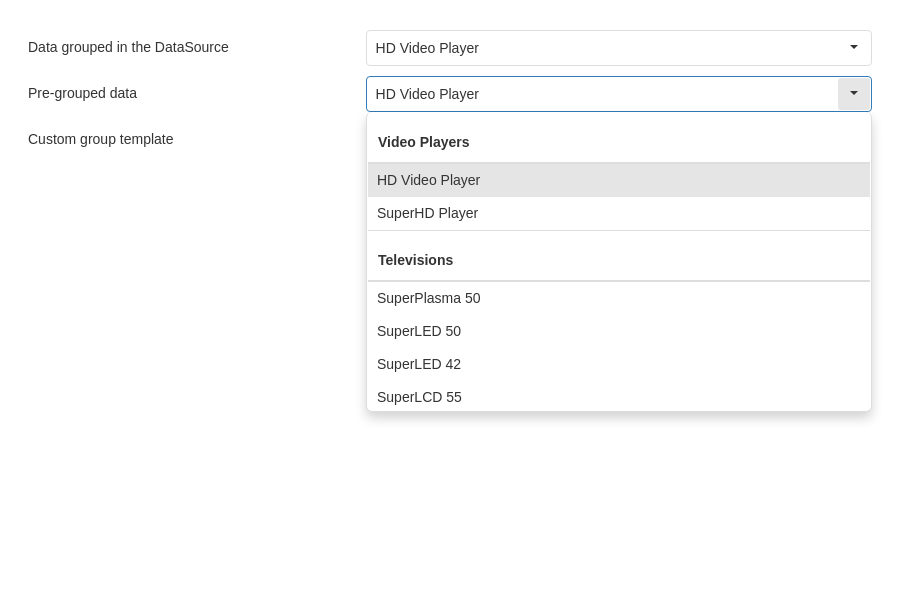 Data grouped in the DataSource
HD Video Player
Pre-grouped data
HD Video Player
Custom group template
Video Players
HD Video Player
SuperHD Player
Televisions
SuperPlasma 50
SuperLED 50
SuperLED 42
SuperLCD 55